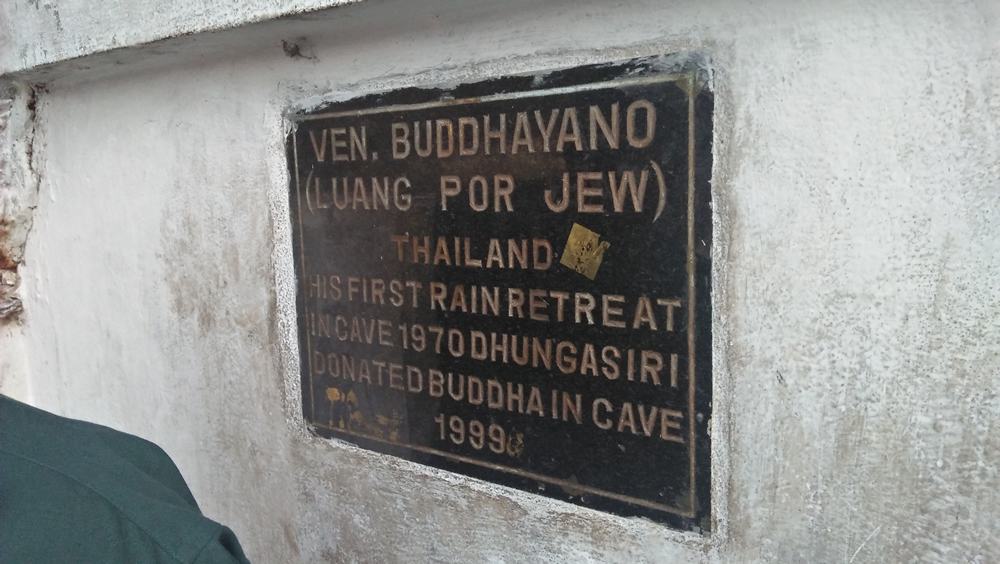 VEN. BUDDHAYANO
(LUANG POR JEW)
THAILAND
HIS FIRST RAIN RETREAT
IN CAVE 1970 DHUNGASIRI
DONATED BUDDHA IN CAVE
1999